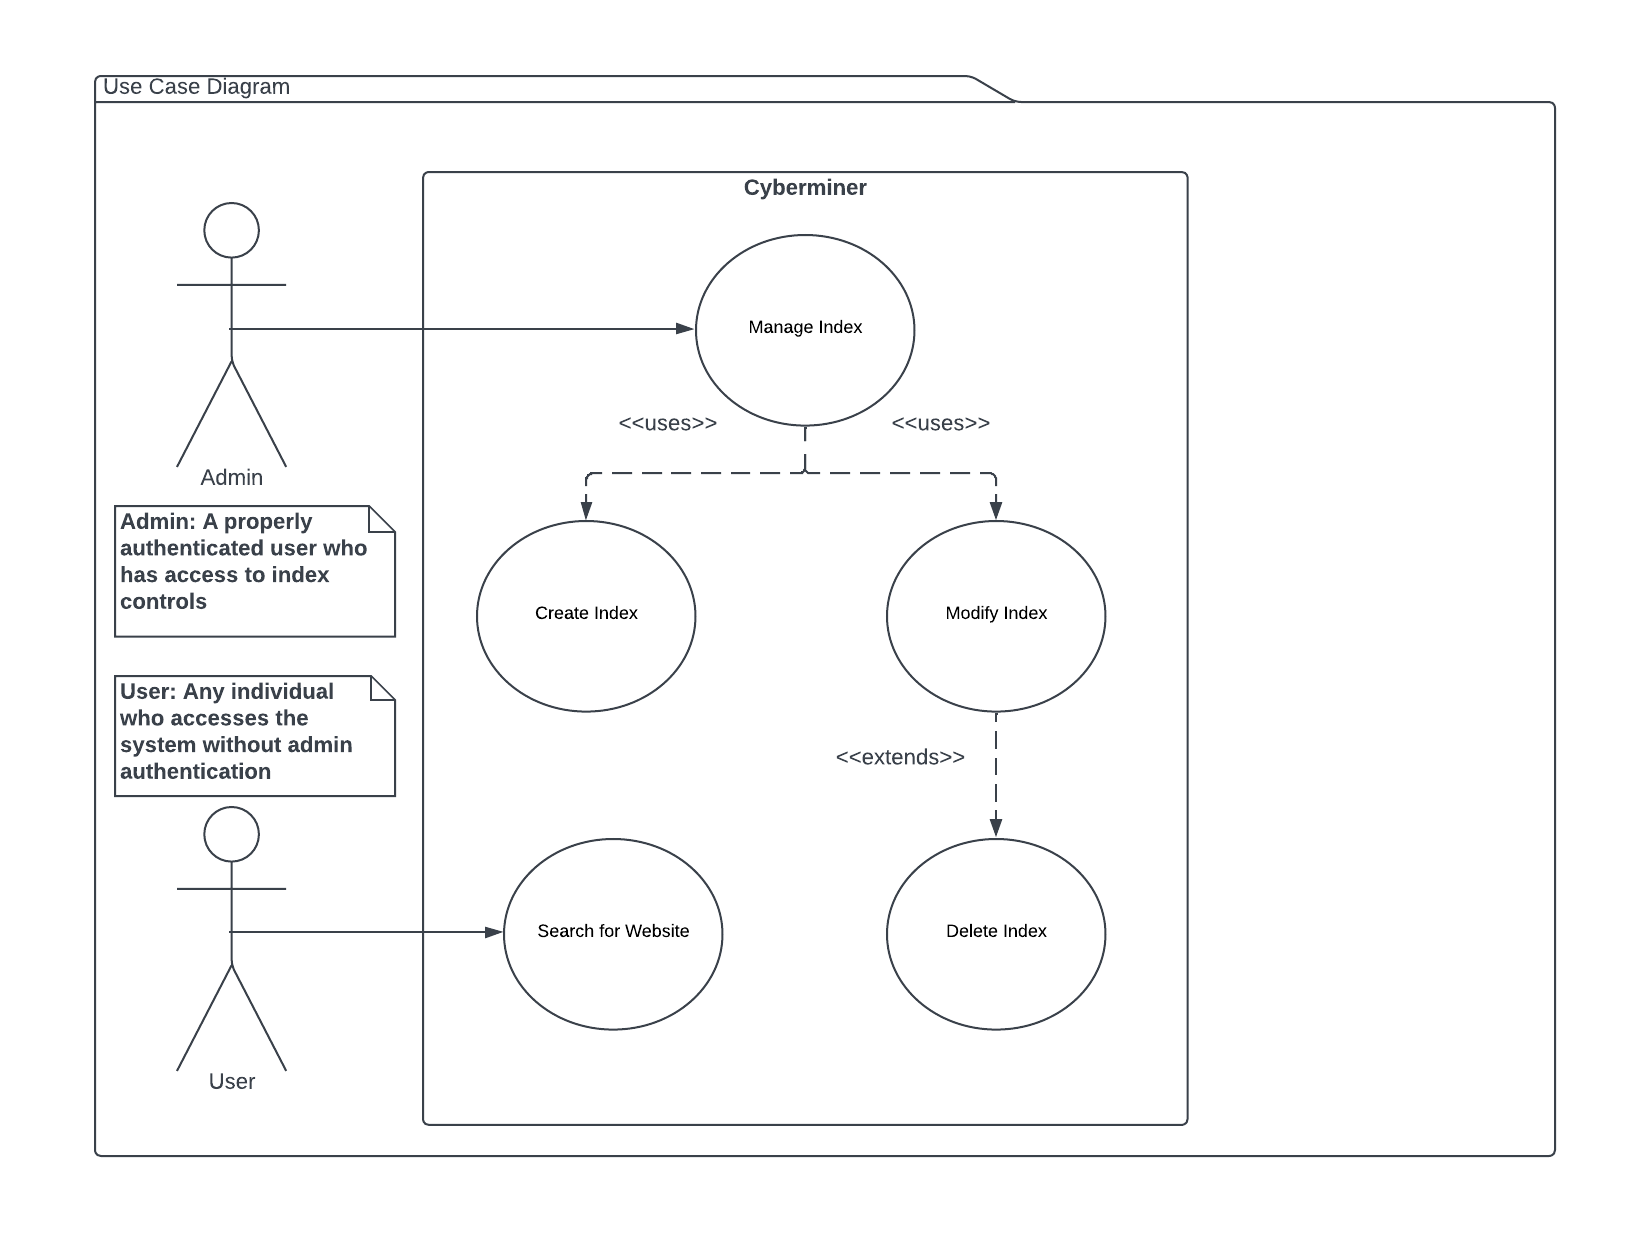 Use Case Diagram
Cyberminer
Manage Index
<<uses>>
<<uses>>
Admin
Admin: A properly
authenticated user who
has access to index
controls
Create Index
Modify Index
User: Any individual
who accesses the
system without admin
authentication
<<extends>>
Search for Website
Delete Index
User